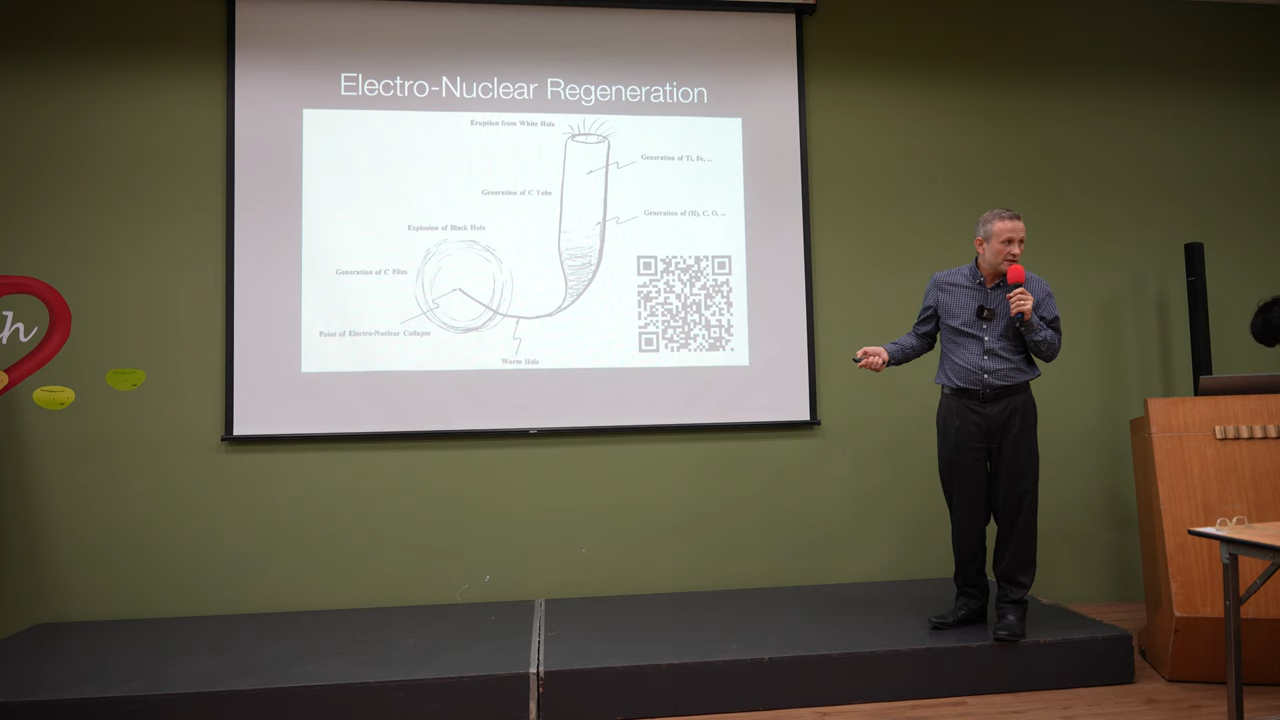 Electro-Nuclear Regeneration
Eruption from White Hole
Generation of Ti, Fe, ...
Generation of C Tube
Generation of (H), C, O, ...
Explosion of Black Hole
Generation of C Film
Point of Electro-Nuclear Collapse
Worm Hole
h